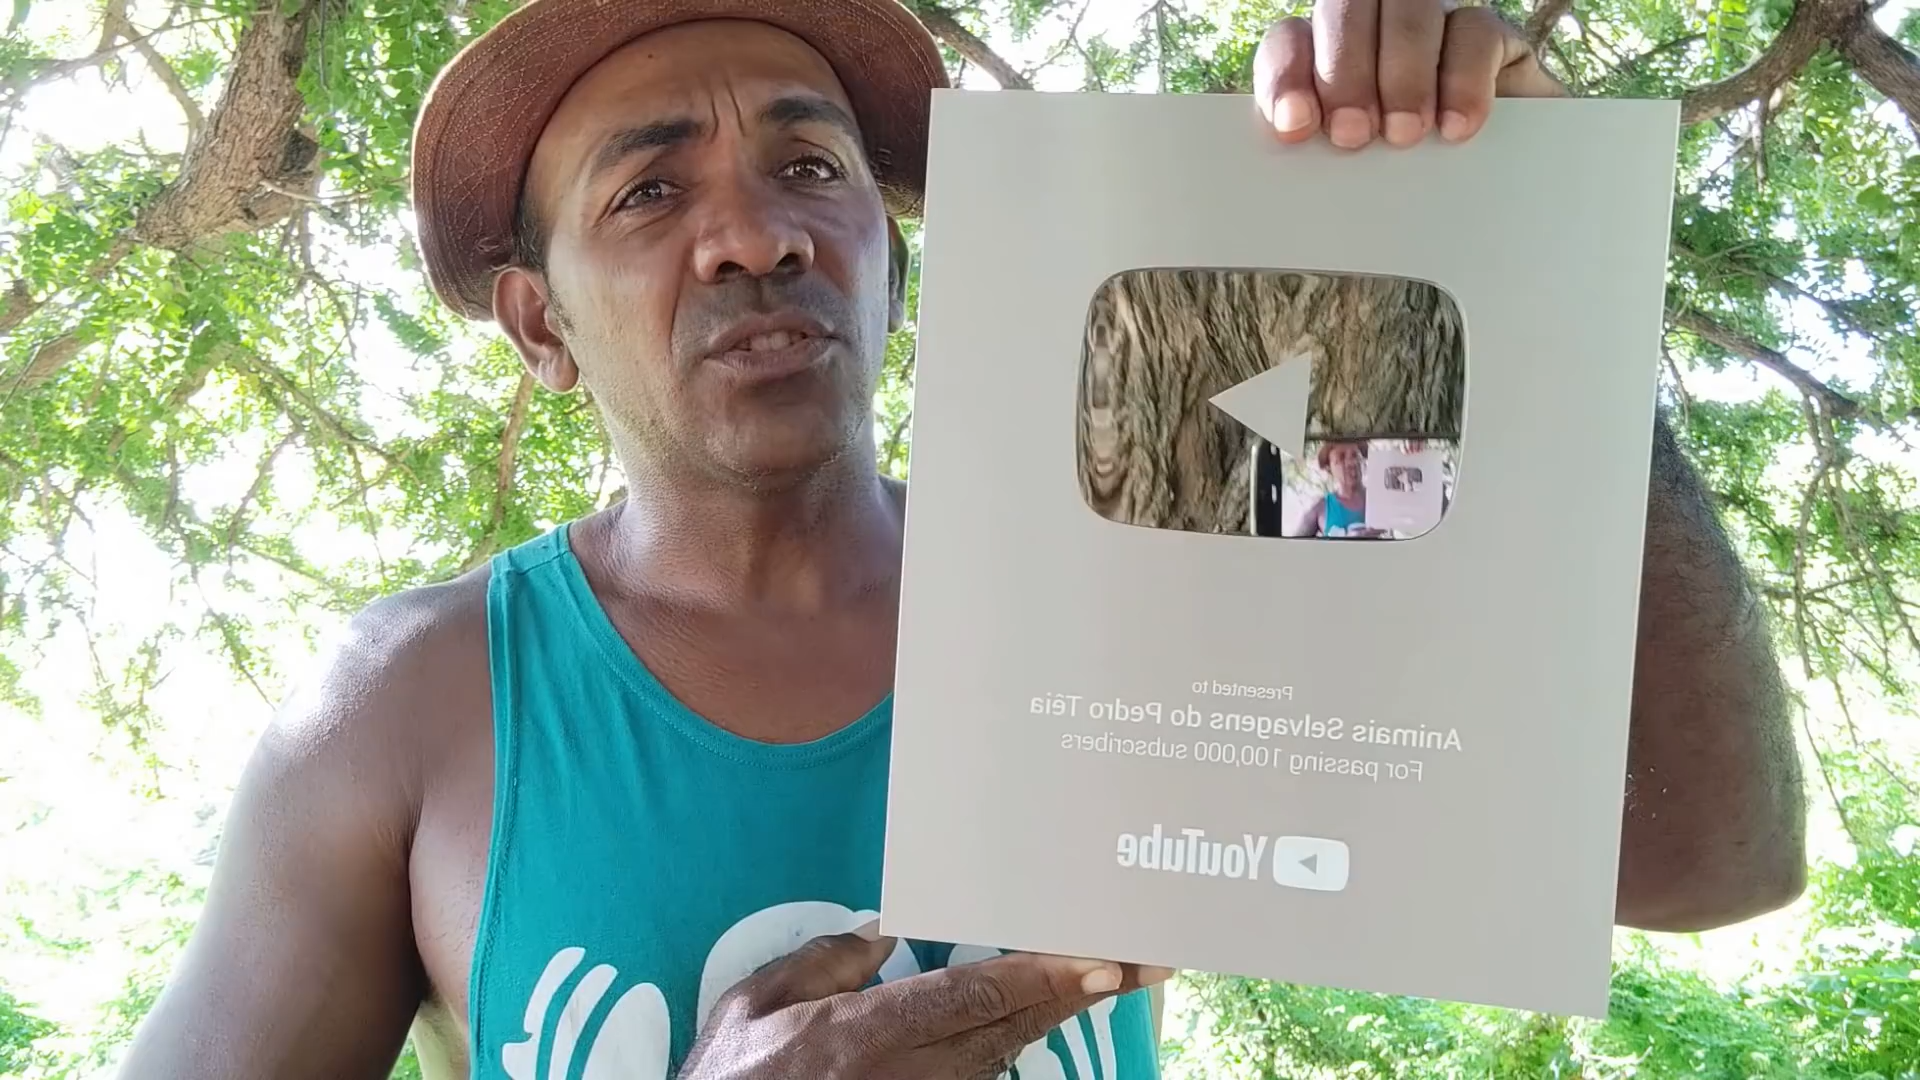 Presented to
Animais Selvagens do Pedro Têia
For passing 100,000 subscribers
YouTube